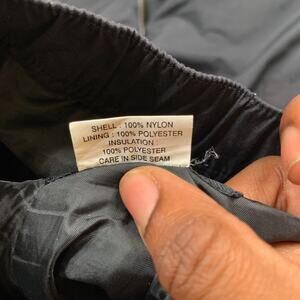 SHELL : 100% NYLON
LINING : 100% POLYESTER
INSULATION :
100% POLYESTER
CARE IN SIDE SEAM